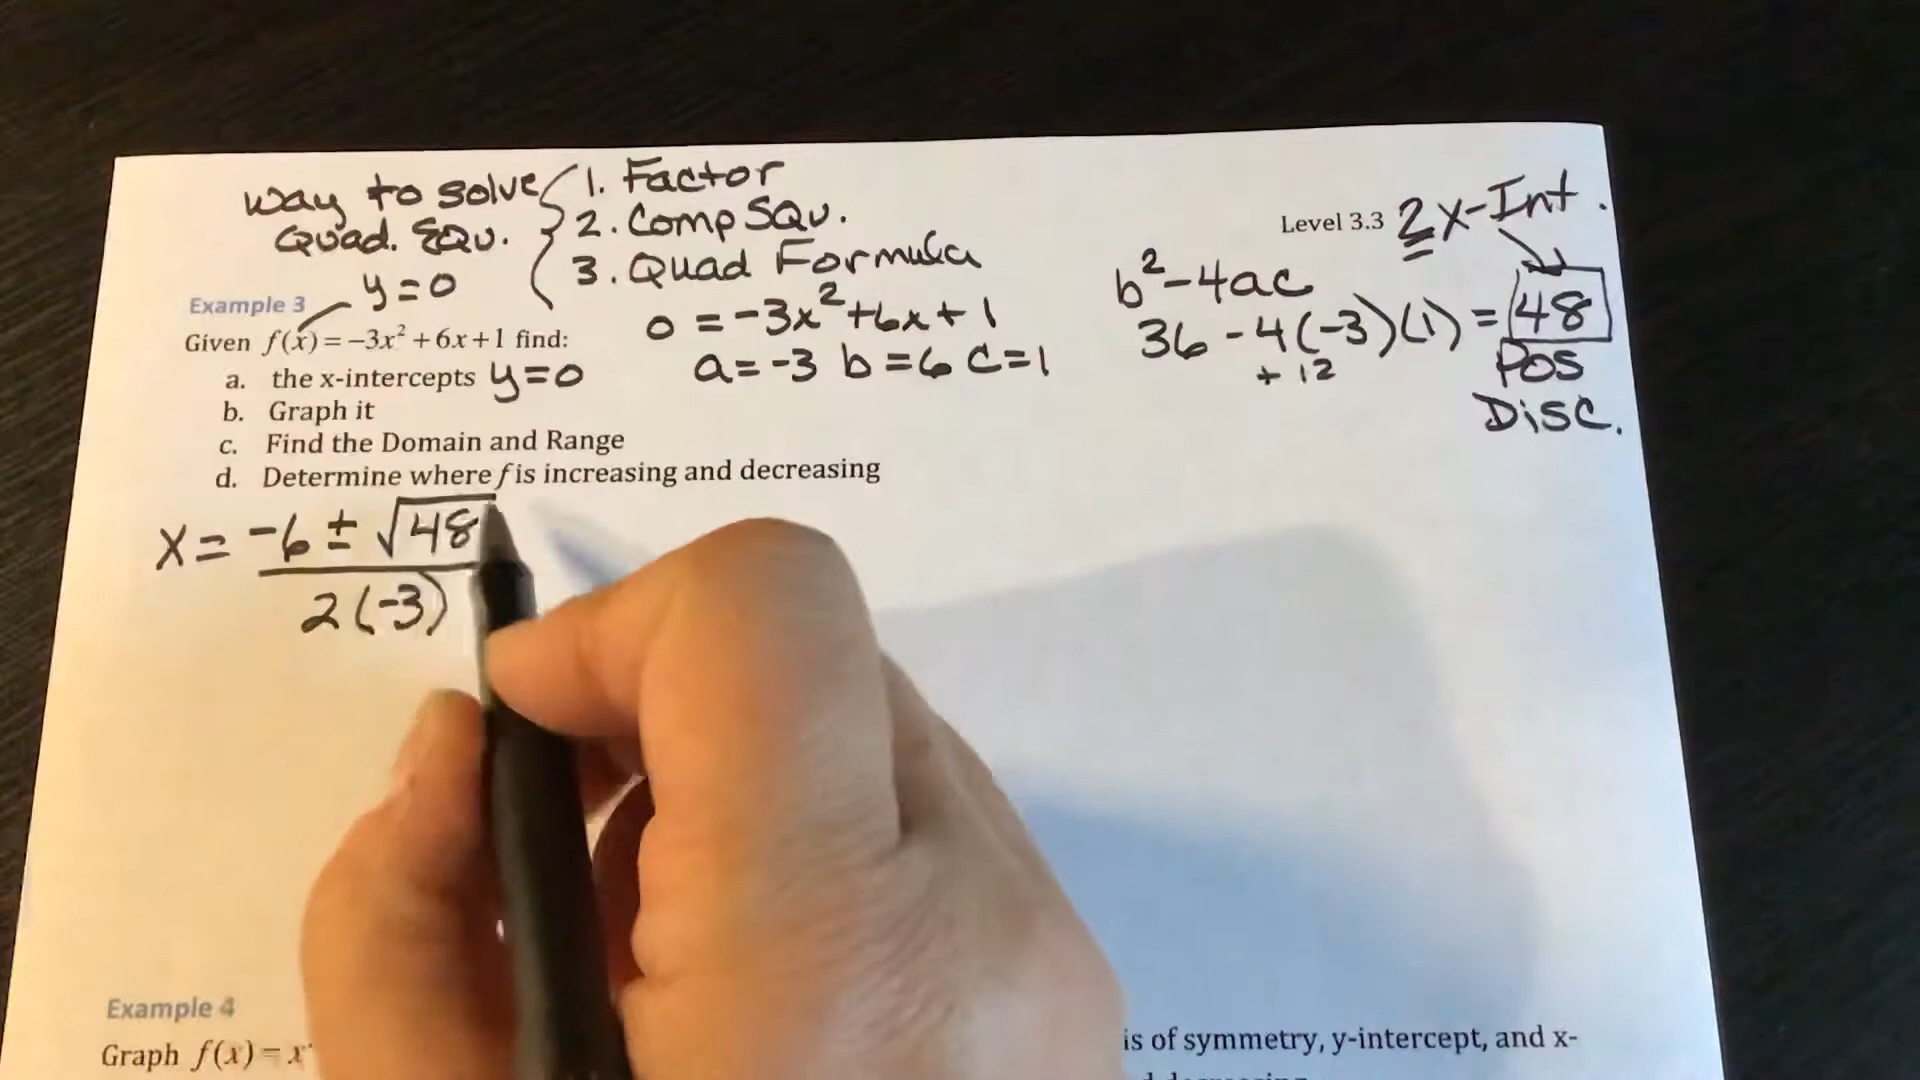 Way to solve 1. Factor
Quad. Equ. 2. Comp Squ.
3. Quad Formula
y=0
Level 3.3 2 x-Int.
Example 3
0 = -3x² + 6x + 1
b² - 4ac
Given f(x) = −3x² + 6x + 1 find:
36 - 4(-3)(1) = 48
+ 12
a. the x-intercepts y=0
a = -3 b = 6 c = 1
Pos
Disc.
b. Graph it
c. Find the Domain and Range
d. Determine where f is increasing and decreasing
x = -6 ± √48
2(-3)
Example 4
Graph f(x) = x
is of symmetry, y-intercept, and x-